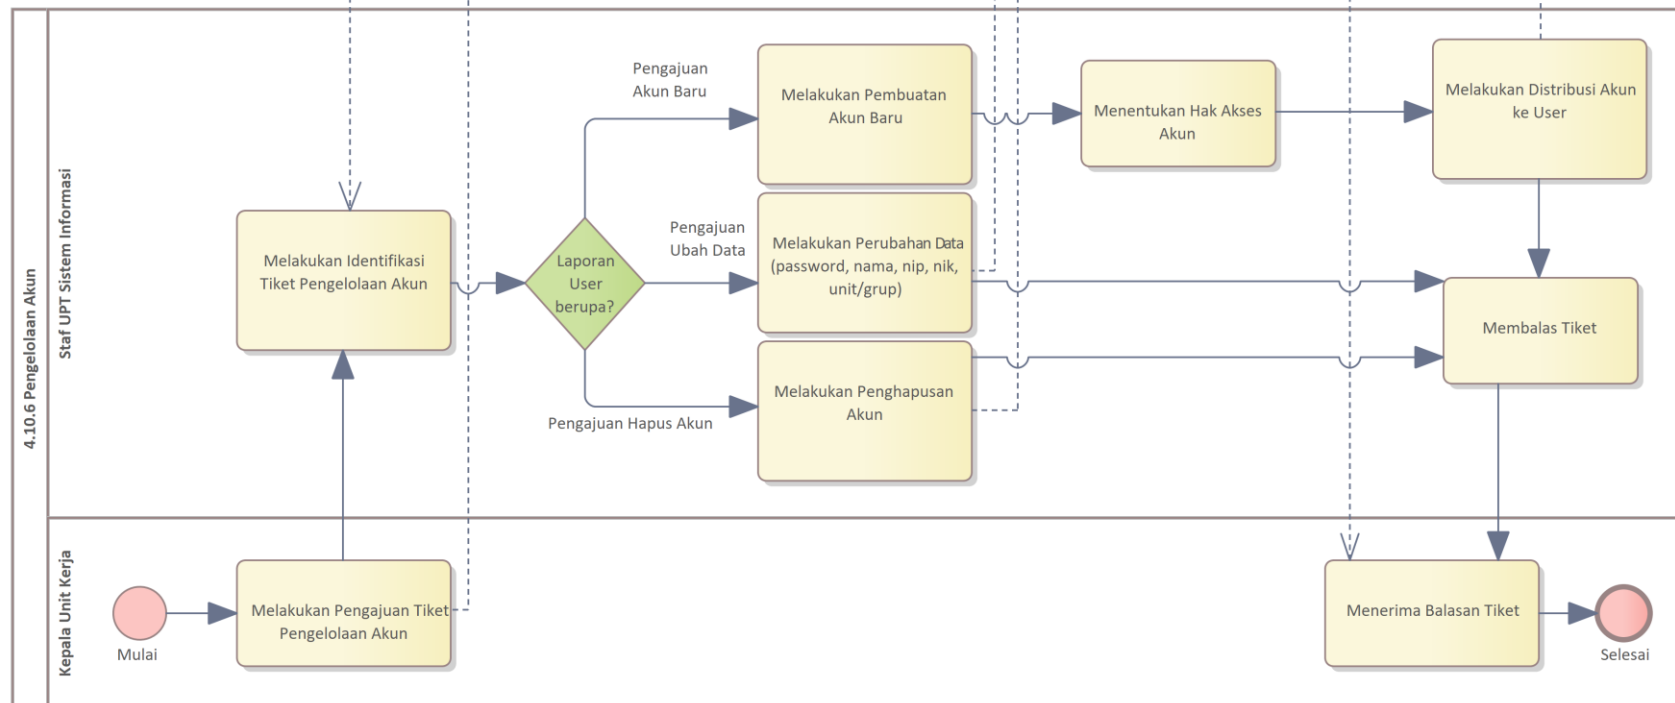 4.10.6 Pengelolaan Akun
Staf UPT Sistem Informasi
Melakukan Identifikasi
Tiket Pengelolaan Akun
Laporan
User
berupa?
Pengajuan
Akun Baru
Melakukan Pembuatan
Akun Baru
Menentukan Hak Akses
Akun
Melakukan Distribusi Akun
ke User
Pengajuan
Ubah Data
Melakukan Perubahan Data
(password, nama, nip, nik,
unit/grup)
Membalas Tiket
Pengajuan Hapus Akun
Melakukan Penghapusan
Akun
Kepala Unit Kerja
Mulai
Melakukan Pengajuan Tiket
Pengelolaan Akun
Menerima Balasan Tiket
Selesai